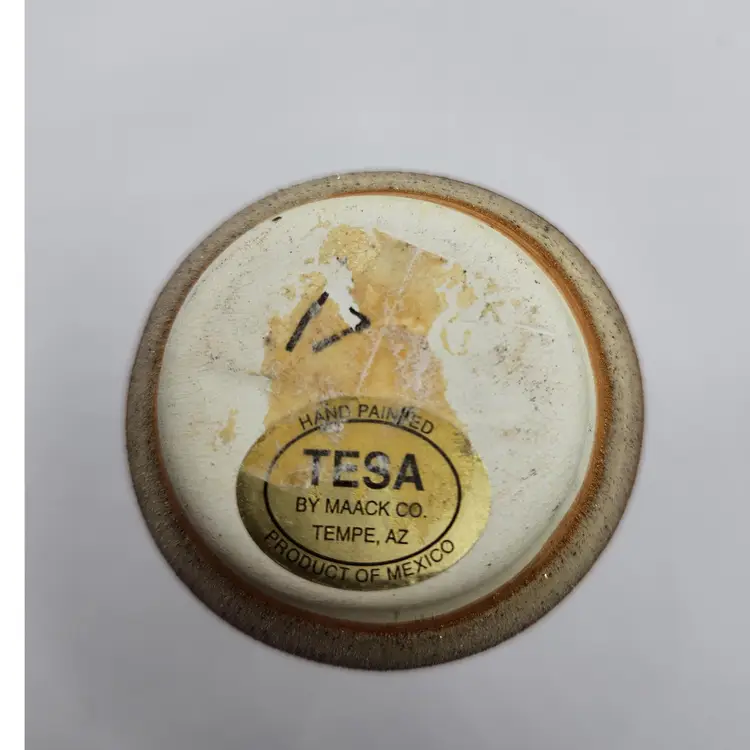 HAND PAINTED
TESA
BY MAACK CO.
TEMPE, AZ
PRODUCT OF MEXICO